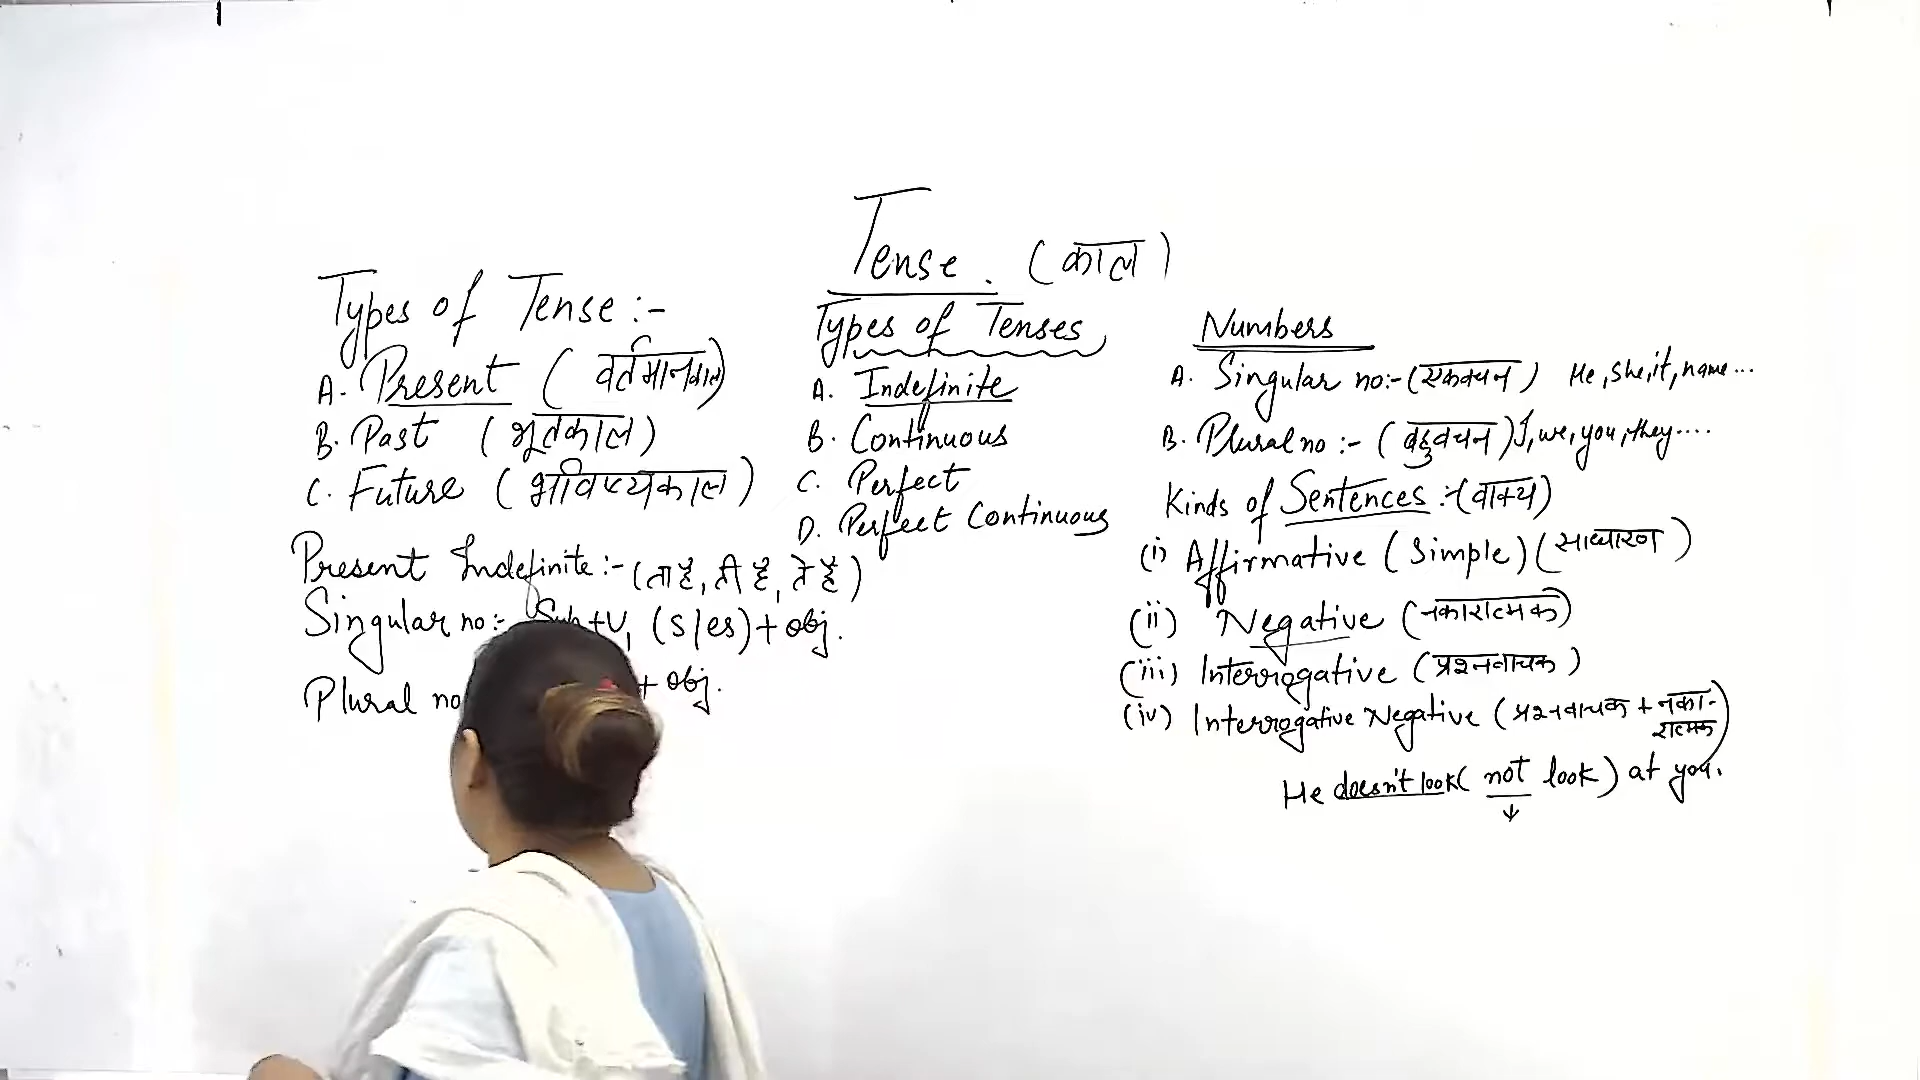 Tense. (काल)
Types of Tense :-
A. Present (वर्तमानकाल)
B. Past (भूतकाल)
C. Future (भविष्यकाल)
Present Indefinite :- (ता है, ती है, ते है)
Singular no :- Sub+V₁ (s/es) + obj.
Plural no + obj.
Types of Tenses
A. Indefinite
B. Continuous
C. Perfect
D. Perfect Continuous
Numbers
A. Singular no:- (एकवचन) He, she, it, name...
B. Plural no :- (बहुवचन) I, we, you, they....
Kinds of Sentences :- (वाक्य)
(i) Affirmative (Simple) (साधारण)
(ii) Negative (नकारात्मक)
(iii) Interrogative (प्रश्नवाचक)
(iv) Interrogative Negative (प्रश्नवाचक + नका-
रात्मक)
He doesn't look (not look) at you.